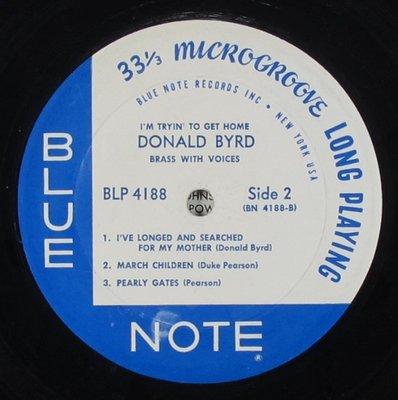 33⅓ MICROGROOVE LONG PLAYING
BLUE NOTE RECORDS INC • NEW YORK USA
I'M TRYIN' TO GET HOME
DONALD BYRD
BRASS WITH VOICES
BLP 4188
Side 2
(BN 4188-B)
1. I'VE LONGED AND SEARCHED
FOR MY MOTHER (Donald Byrd)
2. MARCH CHILDREN (Duke Pearson)
3. PEARLY GATES (Pearson)
BLUE
NOTE
®